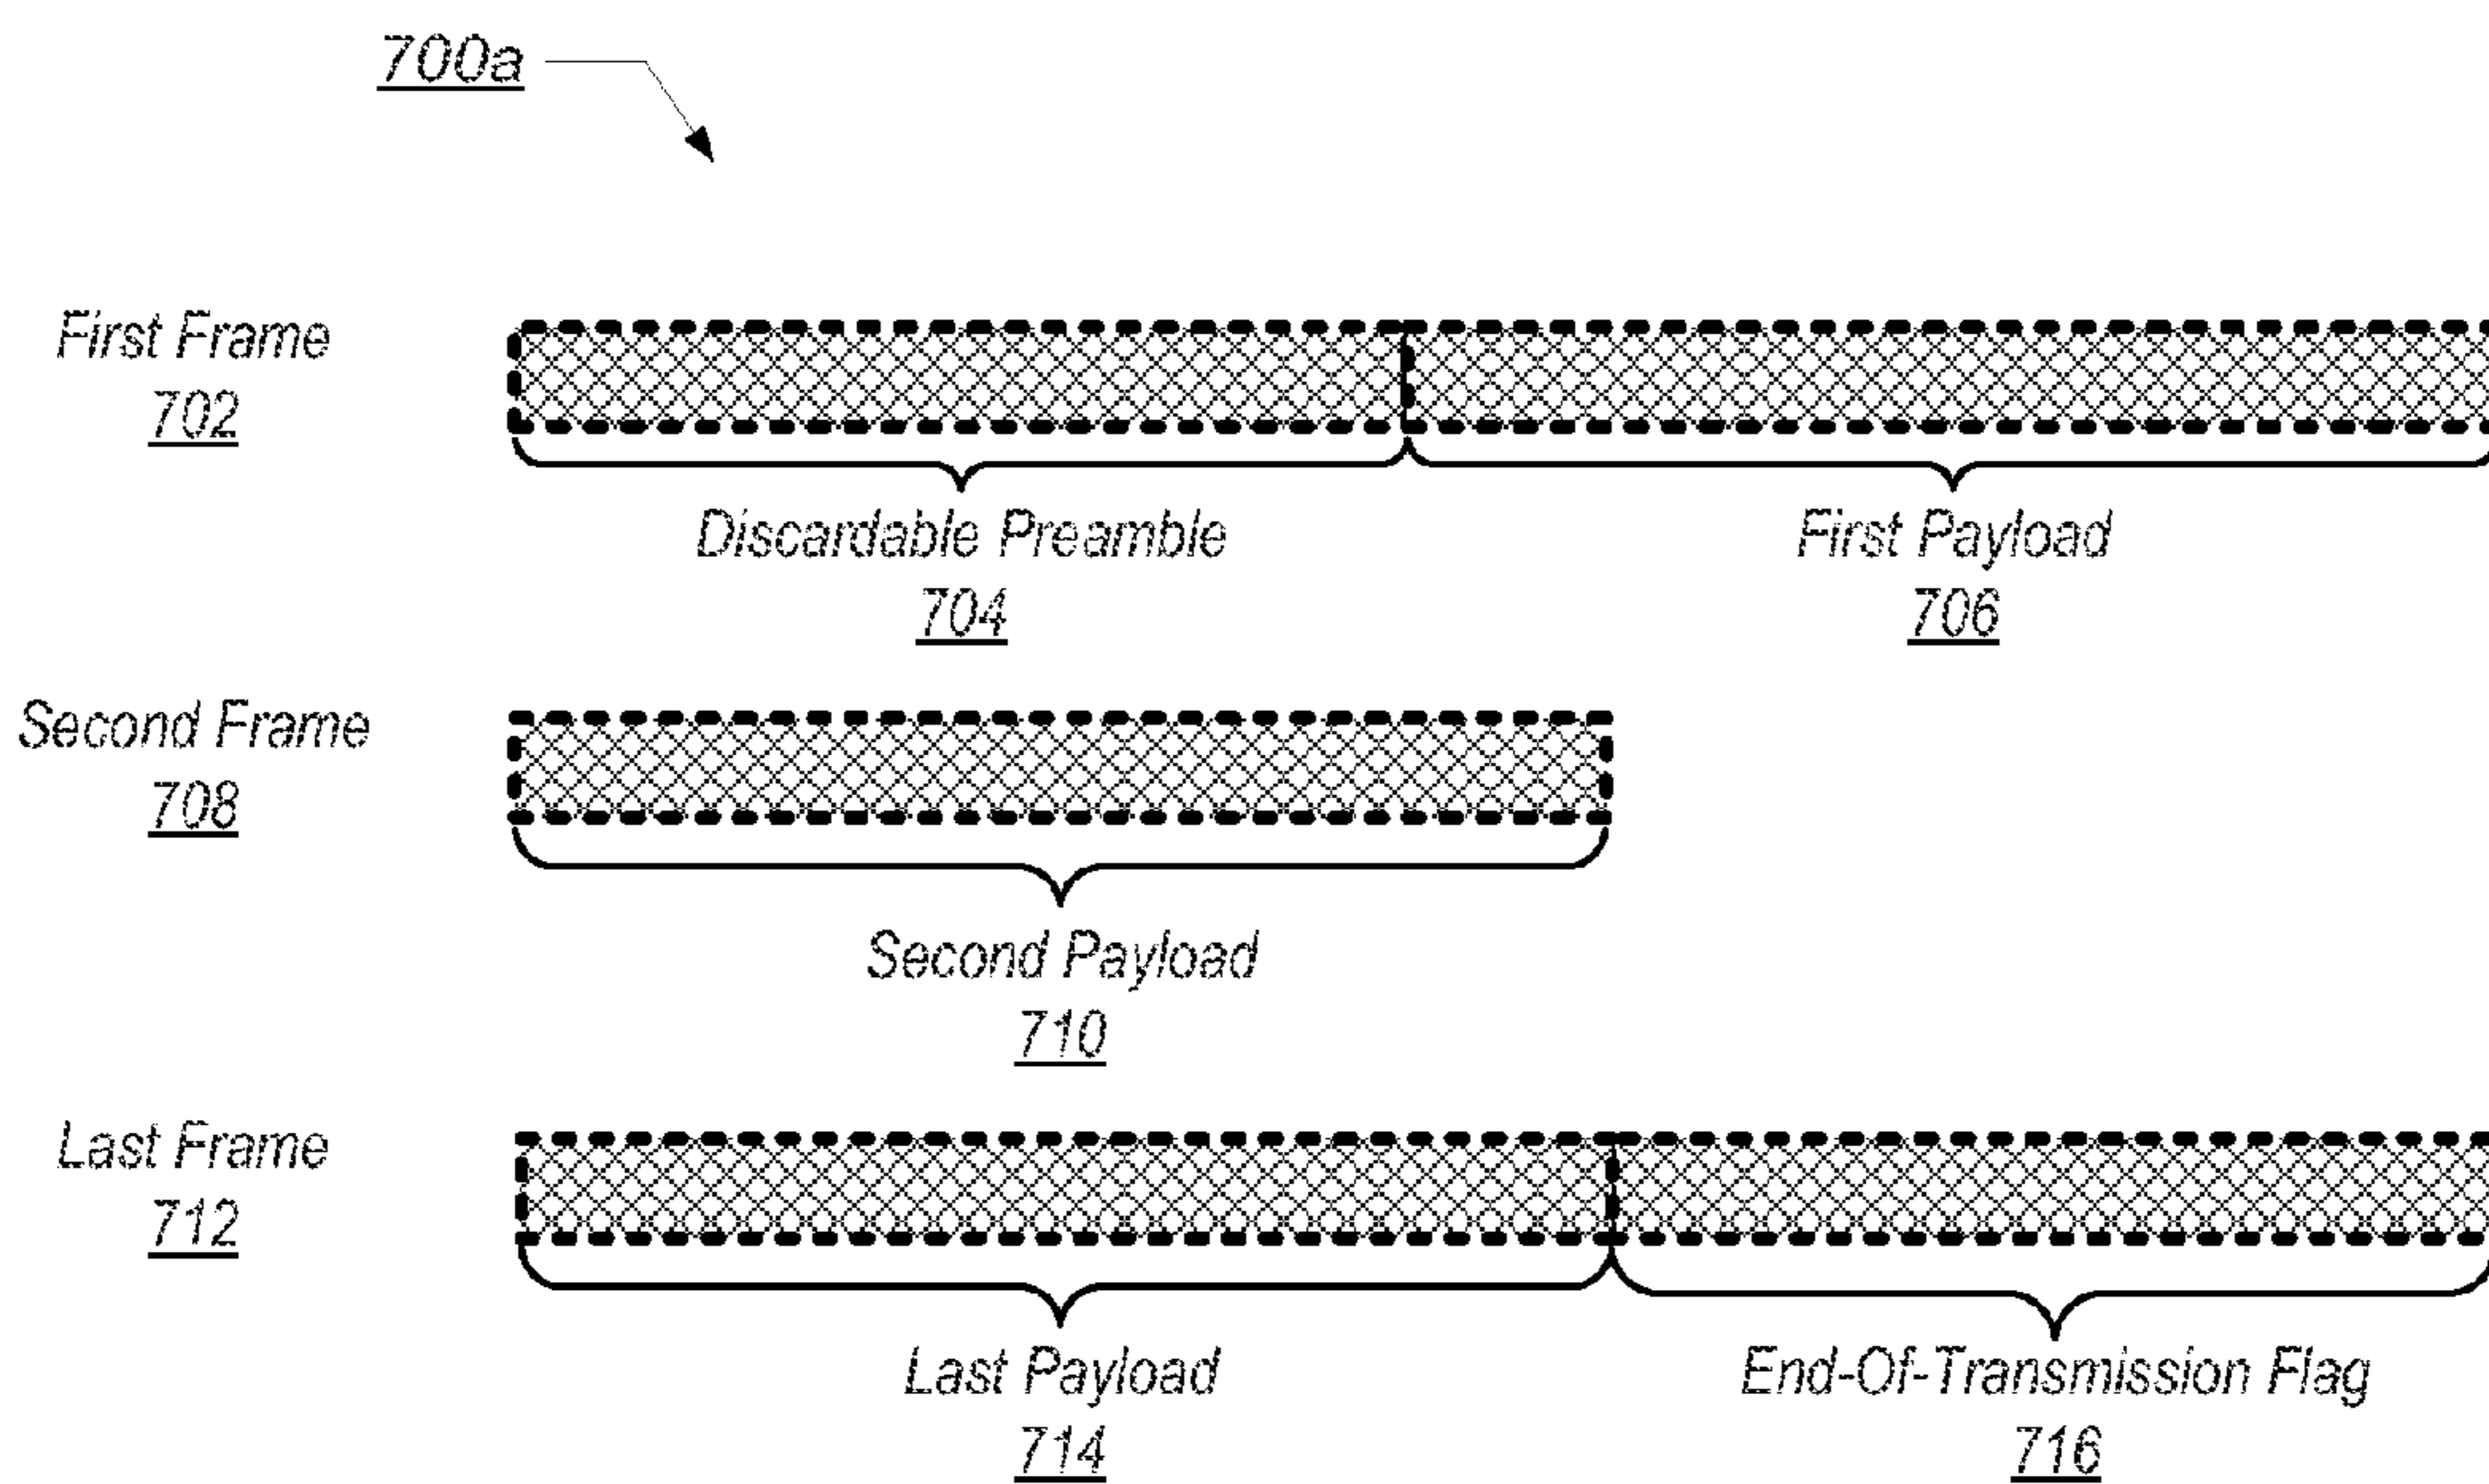 700a
First Frame
702
Discardable Preamble
704
First Payload
706
Second Frame
708
Second Payload
710
Last Frame
712
Last Payload
714
End-Of-Transmission Flag
716